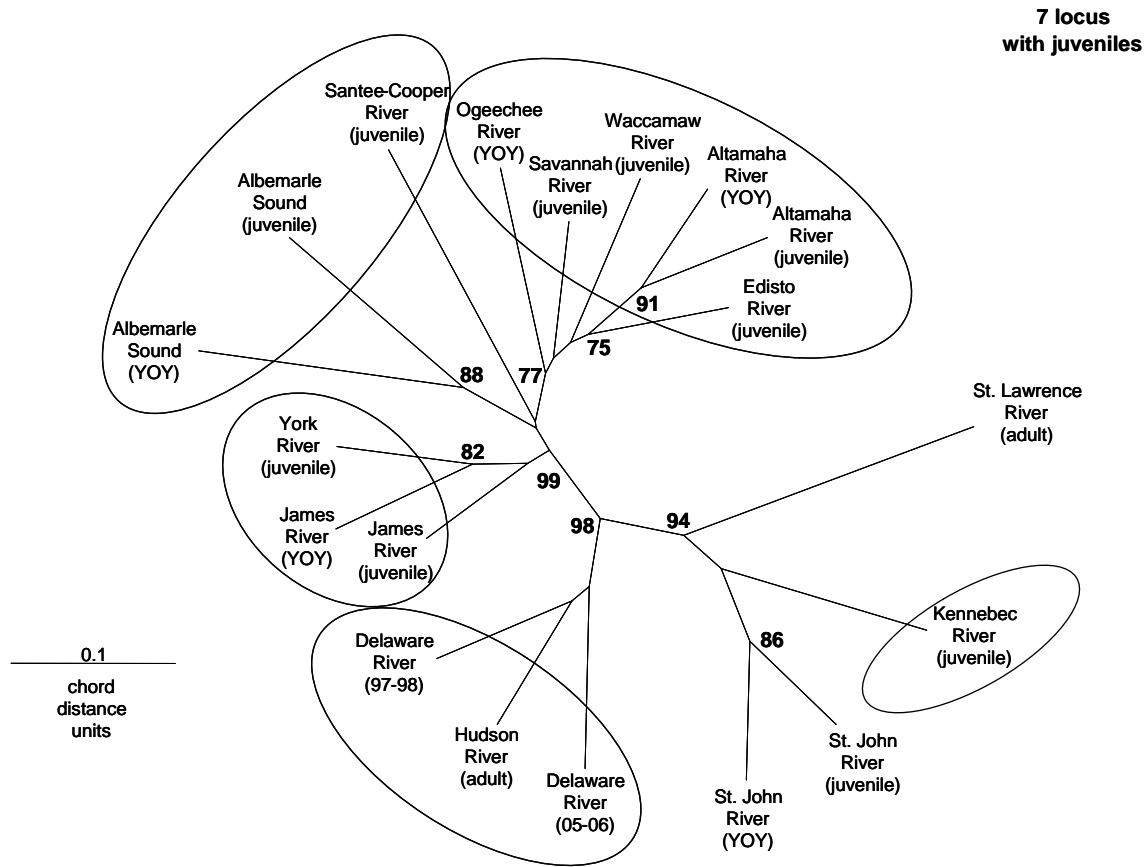 7 locus
with juveniles
Santee-Cooper
River
(juvenile)
Ogeechee
River
(YOY)
Waccamaw
River
(juvenile)
Savannah
River
(juvenile)
Altamaha
River
(YOY)
Altamaha
River
(juvenile)
Albemarle
Sound
(juvenile)
Edisto
River
(juvenile)
91
75
Albemarle
Sound
(YOY)
88
77
St. Lawrence
River
(adult)
York
River
(juvenile)
82
99
James
River
(YOY)
James
River
(juvenile)
98
94
Kennebec
River
(juvenile)
86
Delaware
River
(97-98)
0.1
chord
distance
units
Hudson
River
(adult)
Delaware
River
(05-06)
St. John
River
(juvenile)
St. John
River
(YOY)